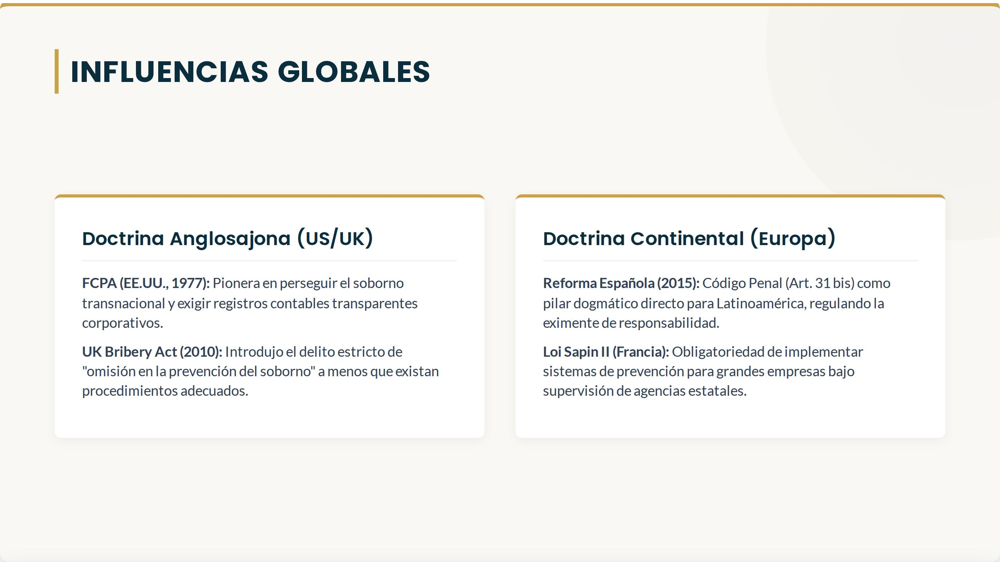 INFLUENCIAS GLOBALES
Doctrina Anglosajona (US/UK)
FCPA (EE.UU., 1977): Pionera en perseguir el soborno
transnacional y exigir registros contables transparentes
corporativos.
UK Bribery Act (2010): Introdujo el delito estricto de
"omisión en la prevención del soborno" a menos que existan
procedimientos adecuados.
Doctrina Continental (Europa)
Reforma Española (2015): Código Penal (Art. 31 bis) como
pilar dogmático directo para Latinoamérica, regulando la
eximente de responsabilidad.
Loi Sapin II (Francia): Obligatoriedad de implementar
sistemas de prevención para grandes empresas bajo
supervisión de agencias estatales.